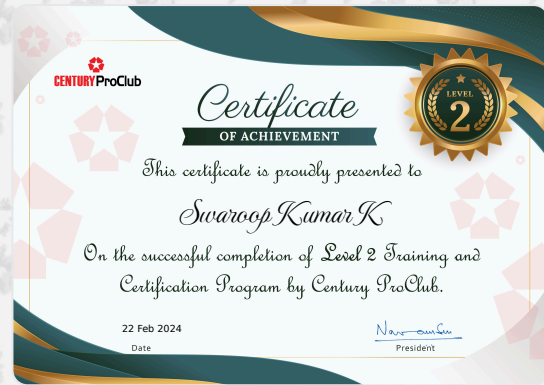 CENTURY ProClub
Certificate
OF ACHIEVEMENT
LEVEL
2
This certificate is proudly presented to
Swaroop Kumar K
On the successful completion of Level 2 Training and
Certification Program by Century ProClub.
22 Feb 2024
Date
President